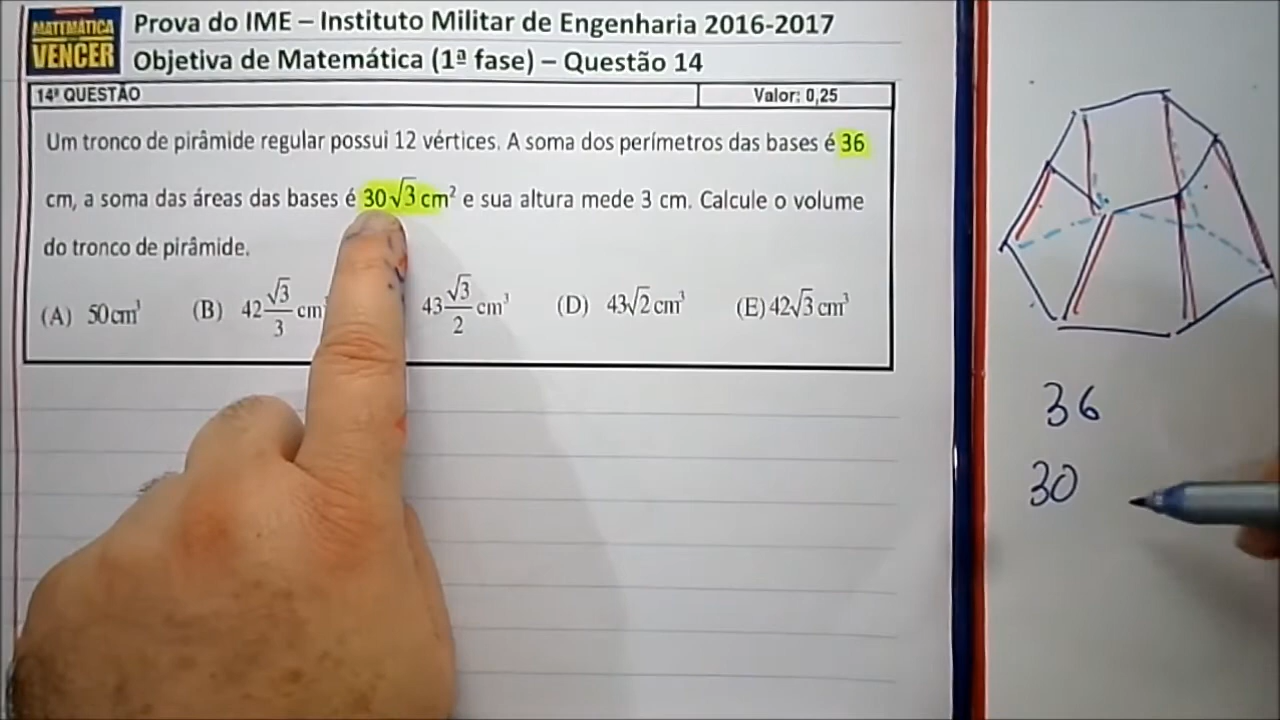 MATEMÁTICA
VENCER
Prova do IME – Instituto Militar de Engenharia 2016-2017
Objetiva de Matemática (1ª fase) – Questão 14
14ª QUESTÃO
Valor: 0,25
Um tronco de pirâmide regular possui 12 vértices. A soma dos perímetros das bases é 36
cm, a soma das áreas das bases é 30√3 cm² e sua altura mede 3 cm. Calcule o volume
do tronco de pirâmide.
(A) 50cm³ (B) 42 √3/3 cm³ 43 √3/2 cm³ (D) 43√2 cm³ (E) 42√3 cm³
36
30